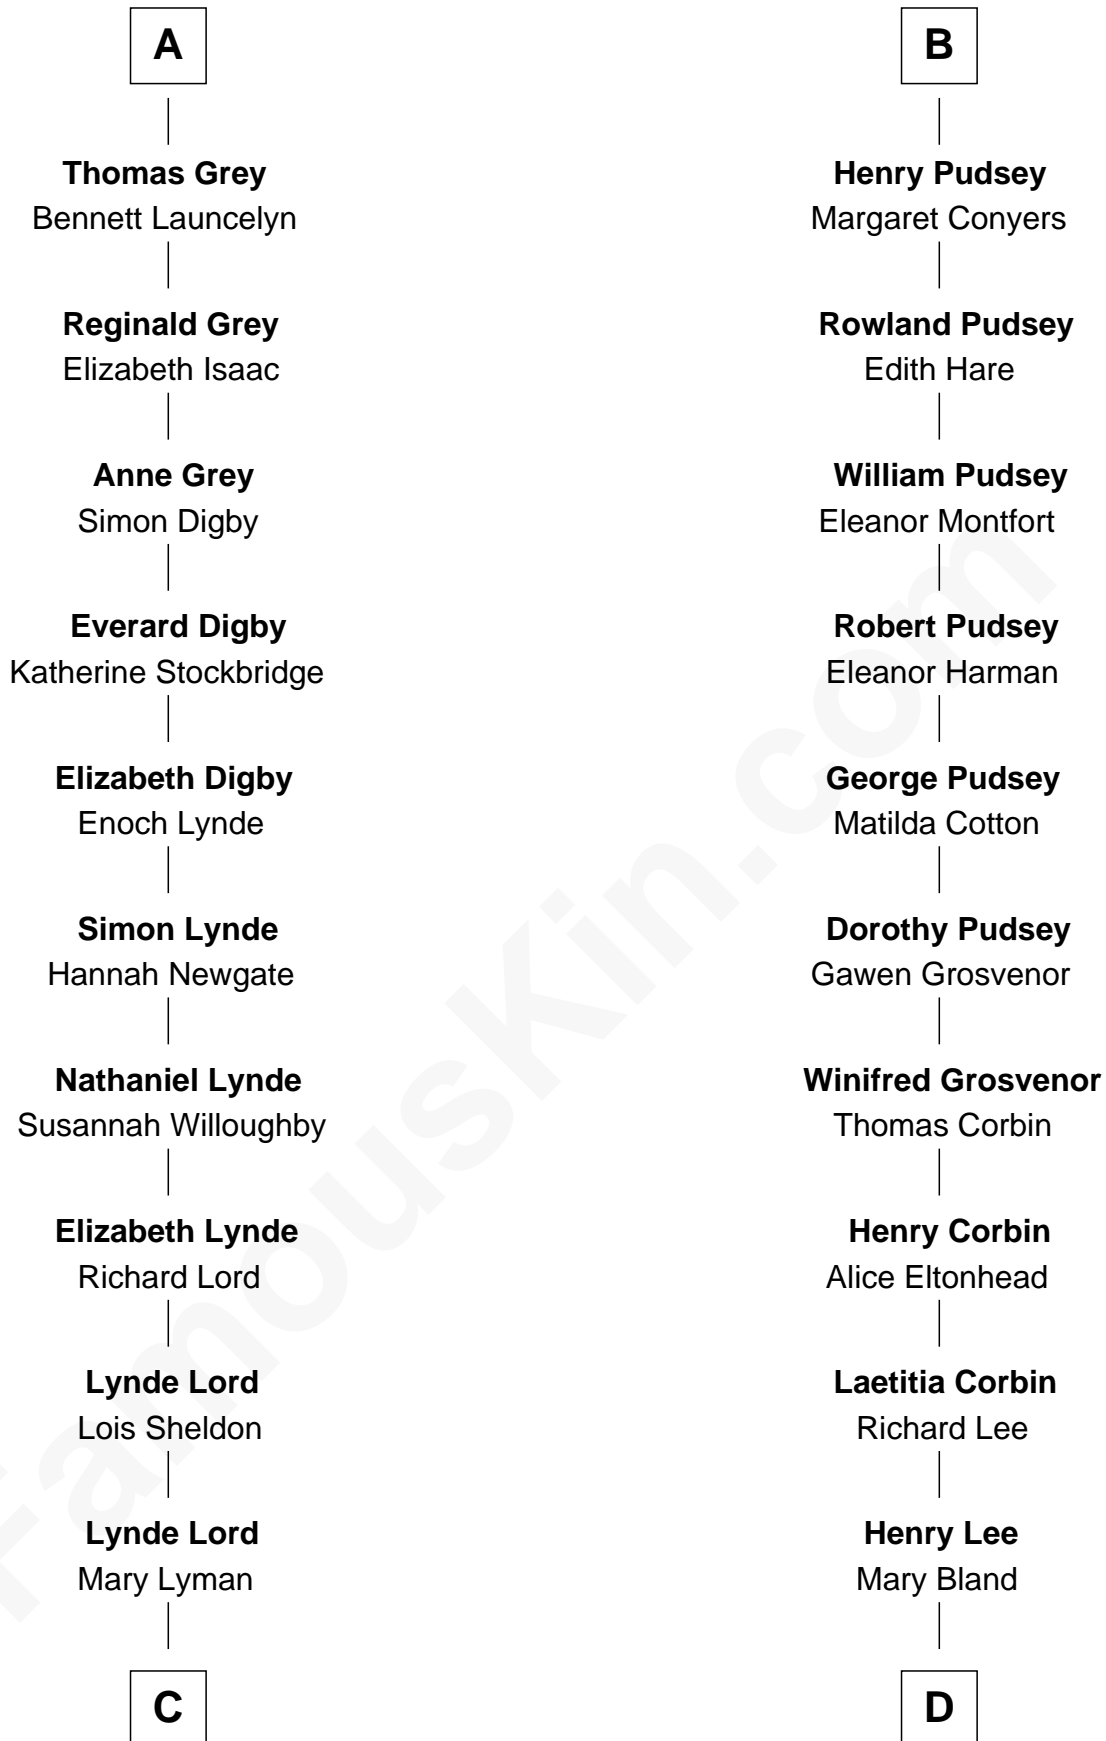 A
Thomas Grey
Bennett Launcelyn
Reginald Grey
Elizabeth Isaac
Anne Grey
Simon Digby
Everard Digby
Katherine Stockbridge
Elizabeth Digby
Enoch Lynde
Simon Lynde
Hannah Newgate
Nathaniel Lynde
Susannah Willoughby
Elizabeth Lynde
Richard Lord
Lynde Lord
Lois Sheldon
Lynde Lord
Mary Lyman
C
B
Henry Pudsey
Margaret Conyers
Rowland Pudsey
Edith Hare
William Pudsey
Eleanor Montfort
Robert Pudsey
Eleanor Harman
George Pudsey
Matilda Cotton
Dorothy Pudsey
Gawen Grosvenor
Winifred Grosvenor
Thomas Corbin
Henry Corbin
Alice Eltonhead
Laetitia Corbin
Richard Lee
Henry Lee
Mary Bland
D
FamousKin.com